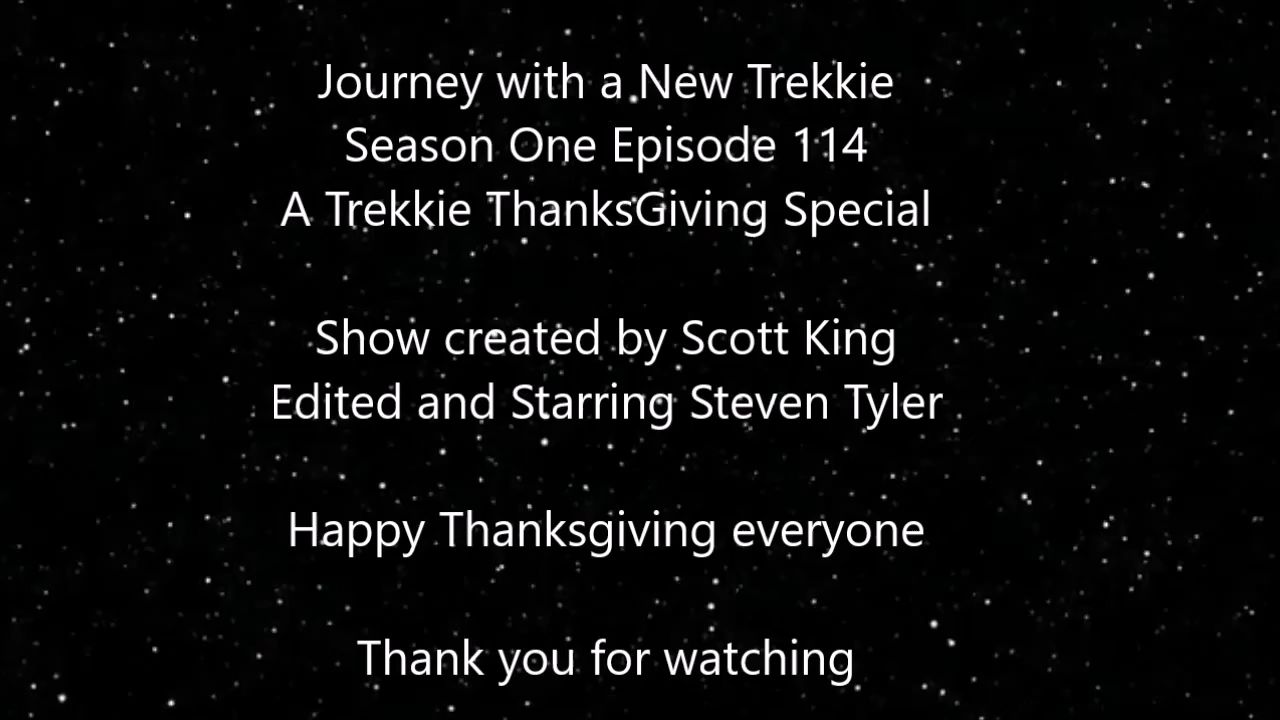 Journey with a New Trekkie
Season One Episode 114
A Trekkie ThanksGiving Special
Show created by Scott King
Edited and Starring Steven Tyler
Happy Thanksgiving everyone
Thank you for watching